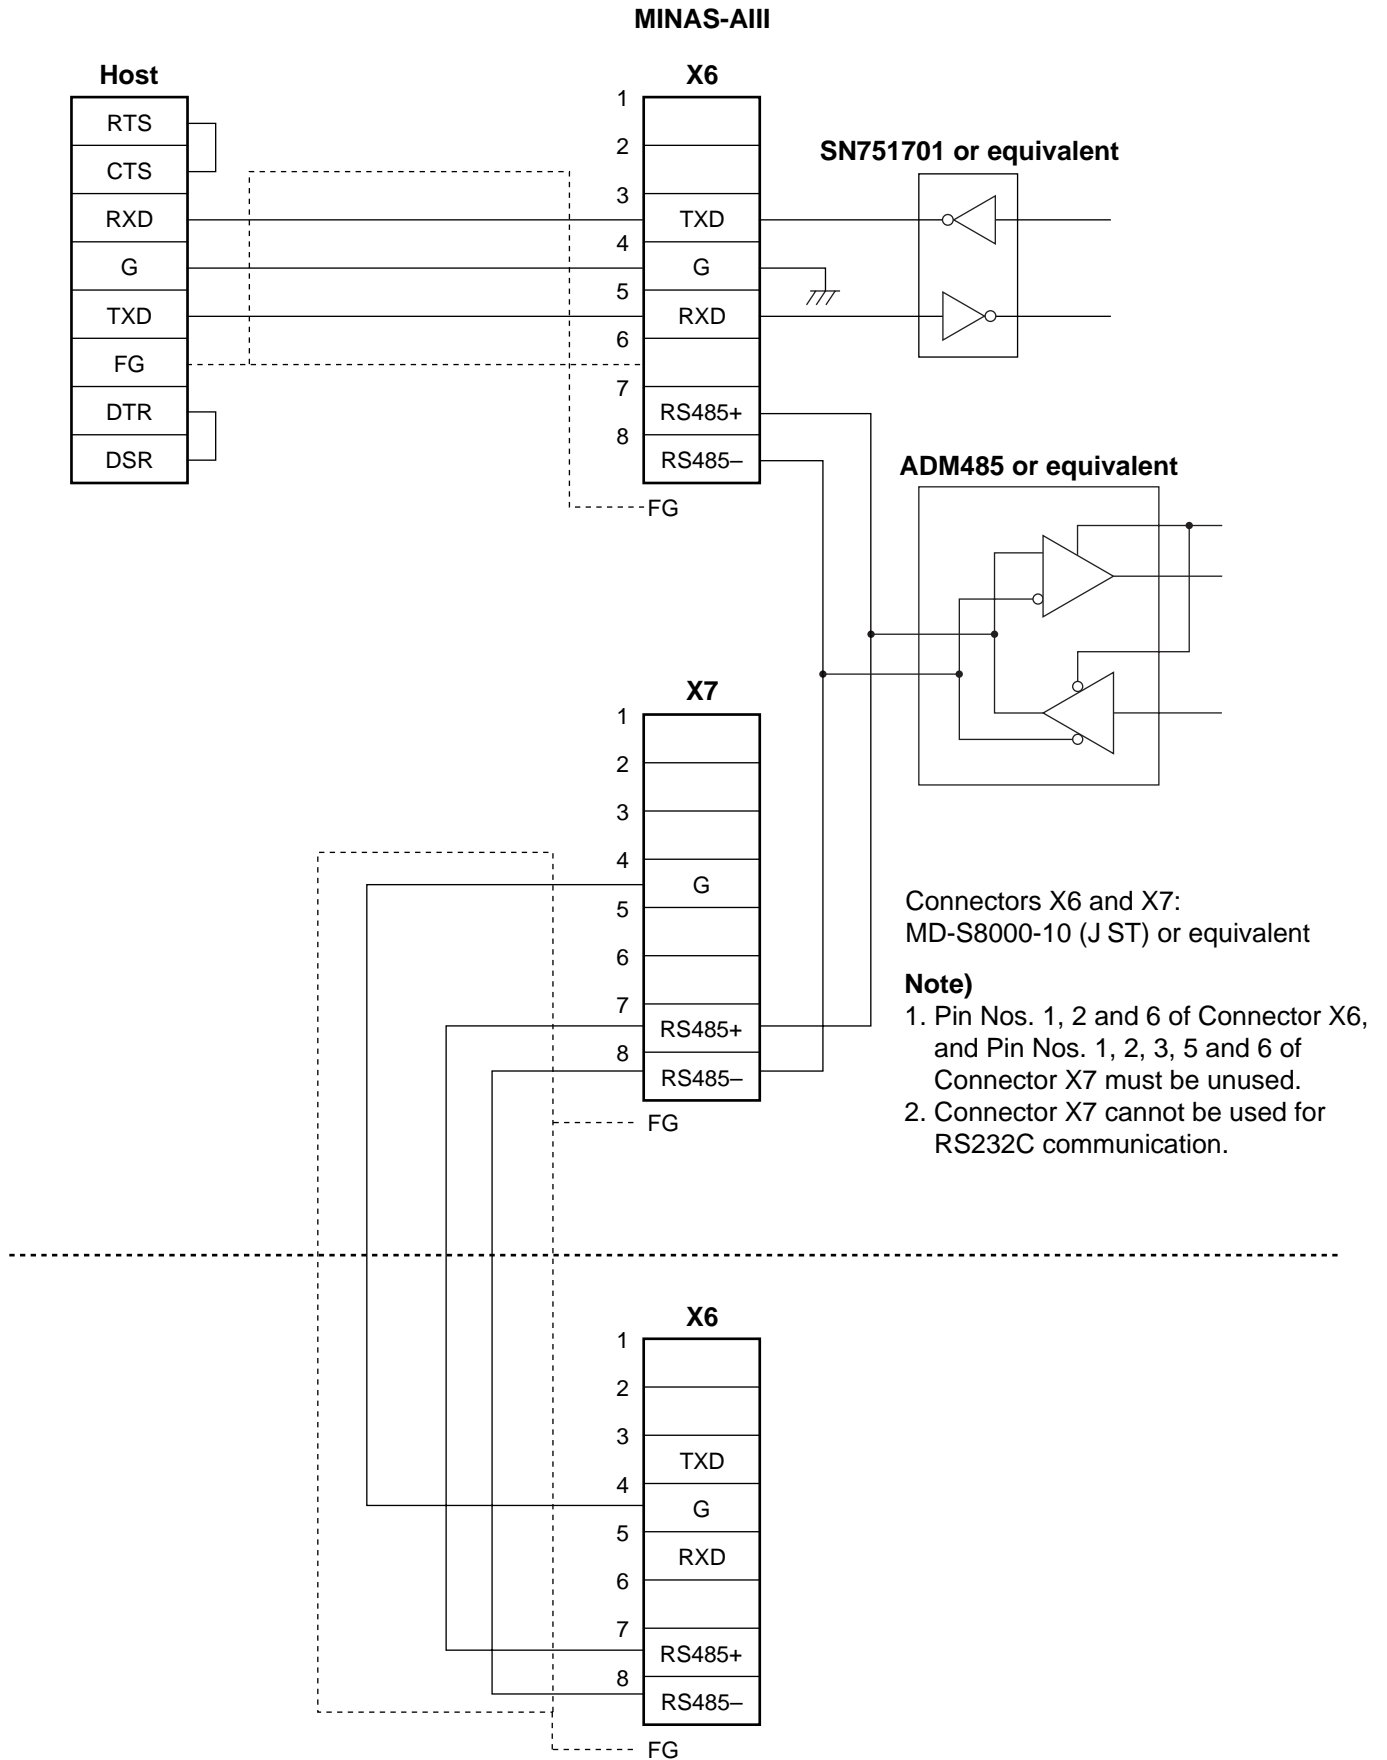 MINAS-AIII
Host
X6
RTS
CTS
RXD
G
TXD
FG
DTR
DSR
1
2
3
TXD
4
G
5
RXD
6
7
RS485+
8
RS485–
FG
SN751701 or equivalent
ADM485 or equivalent
X7
1
2
3
4
G
5
6
7
RS485+
8
RS485–
FG
Connectors X6 and X7:
MD-S8000-10 (J ST) or equivalent
Note)
1. Pin Nos. 1, 2 and 6 of Connector X6,
and Pin Nos. 1, 2, 3, 5 and 6 of
Connector X7 must be unused.
2. Connector X7 cannot be used for
RS232C communication.
X6
1
2
3
TXD
4
G
5
RXD
6
7
RS485+
8
RS485–
FG